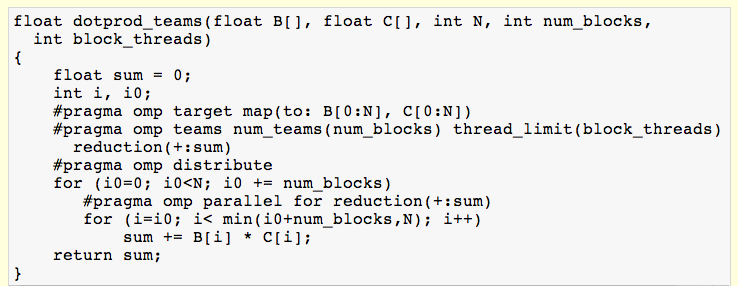 float dotprod_teams(float B[], float C[], int N, int num_blocks,
  int block_threads)
{
    float sum = 0;
    int i, i0;
    #pragma omp target map(to: B[0:N], C[0:N])
    #pragma omp teams num_teams(num_blocks) thread_limit(block_threads)
      reduction(+:sum)
    #pragma omp distribute
    for (i0=0; i0<N; i0 += num_blocks)
       #pragma omp parallel for reduction(+:sum)
       for (i=i0; i< min(i0+num_blocks,N); i++)
           sum += B[i] * C[i];
    return sum;
}